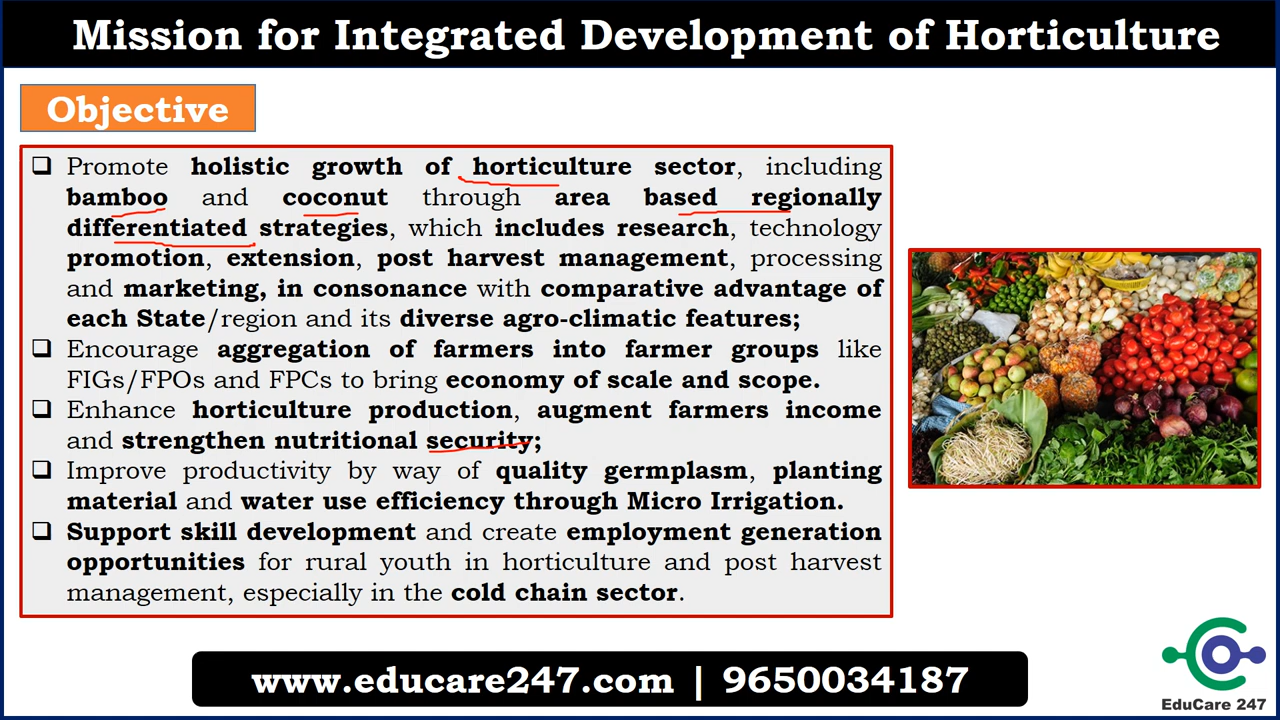 Mission for Integrated Development of Horticulture
Objective
❑ Promote holistic growth of horticulture sector, including
bamboo and coconut through area based regionally
differentiated strategies, which includes research, technology
promotion, extension, post harvest management, processing
and marketing, in consonance with comparative advantage of
each State/region and its diverse agro-climatic features;
❑ Encourage aggregation of farmers into farmer groups like
FIGs/FPOs and FPCs to bring economy of scale and scope.
❑ Enhance horticulture production, augment farmers income
and strengthen nutritional security;
❑ Improve productivity by way of quality germplasm, planting
material and water use efficiency through Micro Irrigation.
❑ Support skill development and create employment generation
opportunities for rural youth in horticulture and post harvest
management, especially in the cold chain sector.
www.educare247.com | 9650034187
EduCare 247